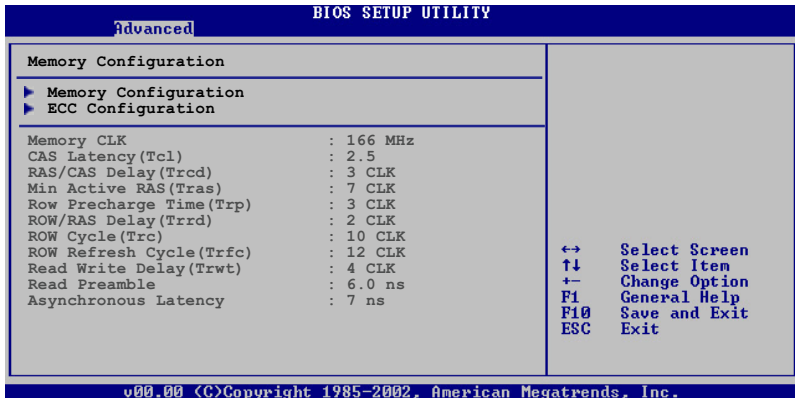 BIOS SETUP UTILITY
Advanced
Memory Configuration
Memory Configuration
ECC Configuration
Memory CLK : 166 MHz
CAS Latency(Tcl) : 2.5
RAS/CAS Delay(Trcd) : 3 CLK
Min Active RAS(Tras) : 7 CLK
Row Precharge Time(Trp) : 3 CLK
ROW/RAS Delay(Trrd) : 2 CLK
ROW Cycle(Trc) : 10 CLK
ROW Refresh Cycle(Trfc) : 12 CLK
Read Write Delay(Trwt) : 4 CLK
Read Preamble : 6.0 ns
Asynchronous Latency : 7 ns
↔ Select Screen
↑↓ Select Item
+- Change Option
F1 General Help
F10 Save and Exit
ESC Exit
v00.00 (C)Copyright 1985-2002, American Megatrends, Inc.